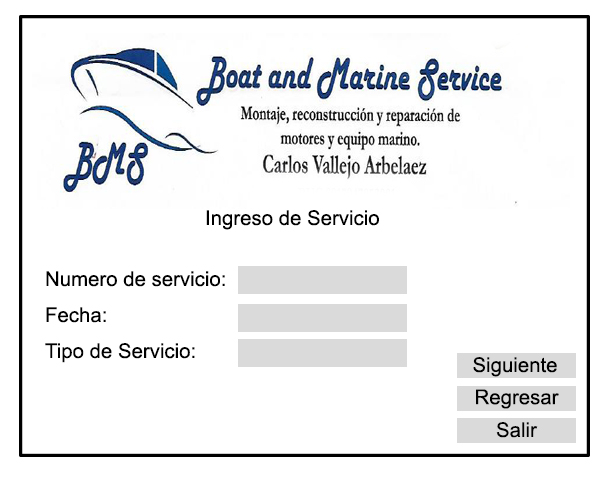 Boat and Marine Service
Montaje, reconstrucción y reparación de
motores y equipo marino.
Carlos Vallejo Arbelaez
BMS
Ingreso de Servicio
Numero de servicio:
Fecha:
Tipo de Servicio:
Siguiente
Regresar
Salir